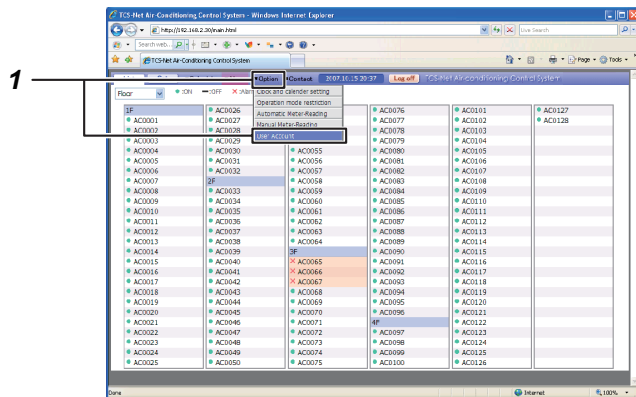 TCS-Net Air-Conditioning Control System - Windows Internet Explorer
http://192.168.2.30/main.html
Live Search
Search web...
TCS-Net Air-Conditioning Control System
Page
Tools
1
Option
Contact
2007.10.15 20:37
Log off
TCS-Net Air-conditioning Control System
Floor
:ON
:OFF
Clock and calender setting
Operation mode restriction
Automatic Meter-Reading
Manual Meter-Reading
User Account
1F
AC0001
AC0002
AC0003
AC0004
AC0005
AC0006
AC0007
AC0008
AC0009
AC0010
AC0011
AC0012
AC0013
AC0014
AC0015
AC0016
AC0017
AC0018
AC0019
AC0020
AC0021
AC0022
AC0023
AC0024
AC0025
AC0026
AC0027
AC0028
AC0029
AC0030
AC0031
AC0032
2F
AC0033
AC0034
AC0035
AC0036
AC0037
AC0038
AC0039
AC0040
AC0041
AC0042
AC0043
AC0044
AC0045
AC0046
AC0047
AC0048
AC0049
AC0050
AC0055
AC0056
AC0057
AC0058
AC0059
AC0060
AC0061
AC0062
AC0063
AC0064
3F
AC0065
AC0066
AC0067
AC0068
AC0069
AC0070
AC0071
AC0072
AC0073
AC0074
AC0075
AC0076
AC0077
AC0078
AC0079
AC0080
AC0081
AC0082
AC0083
AC0084
AC0085
AC0086
AC0087
AC0088
AC0089
AC0090
AC0091
AC0092
AC0093
AC0094
AC0095
AC0096
4F
AC0097
AC0098
AC0099
AC0100
AC0101
AC0102
AC0103
AC0104
AC0105
AC0106
AC0107
AC0108
AC0109
AC0110
AC0111
AC0112
AC0113
AC0114
AC0115
AC0116
AC0117
AC0118
AC0119
AC0120
AC0121
AC0122
AC0123
AC0124
AC0125
AC0126
AC0127
AC0128
Done
Internet
100%